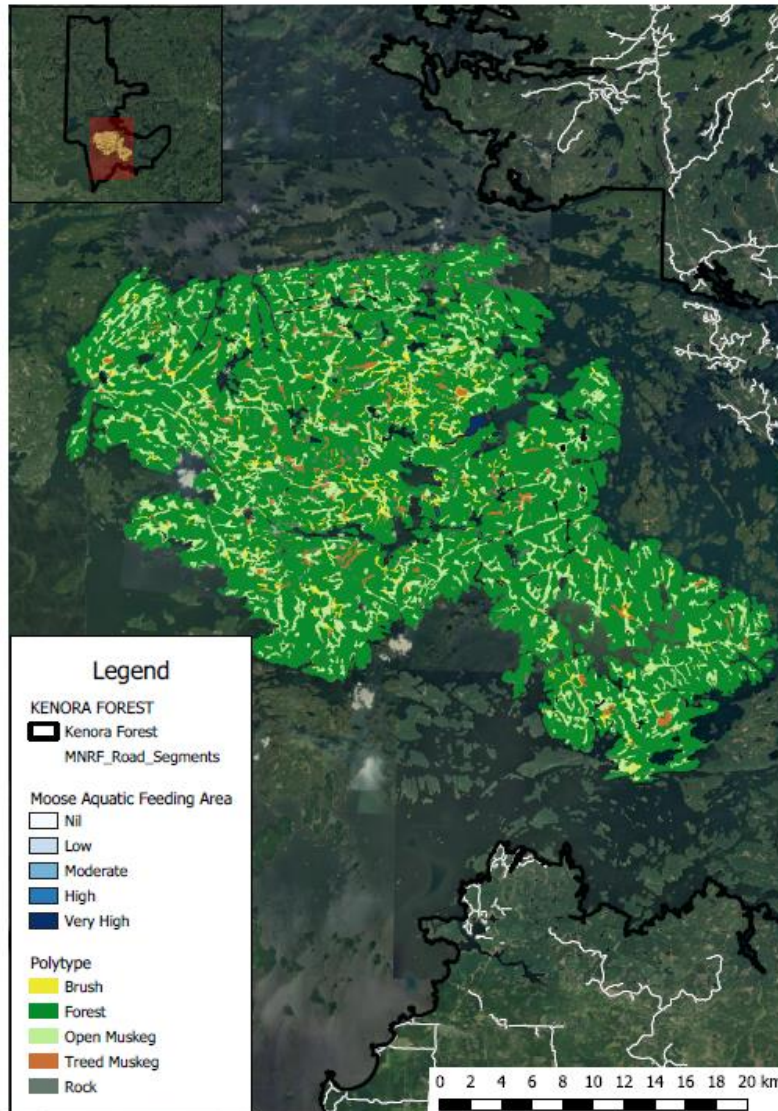 Legend
KENORA FOREST
Kenora Forest
MNRF_Road_Segments
Moose Aquatic Feeding Area
Nil
Low
Moderate
High
Very High
Polytype
Brush
Forest
Open Muskeg
Treed Muskeg
Rock
0 2 4 6 8 10 12 14 16 18 20 km